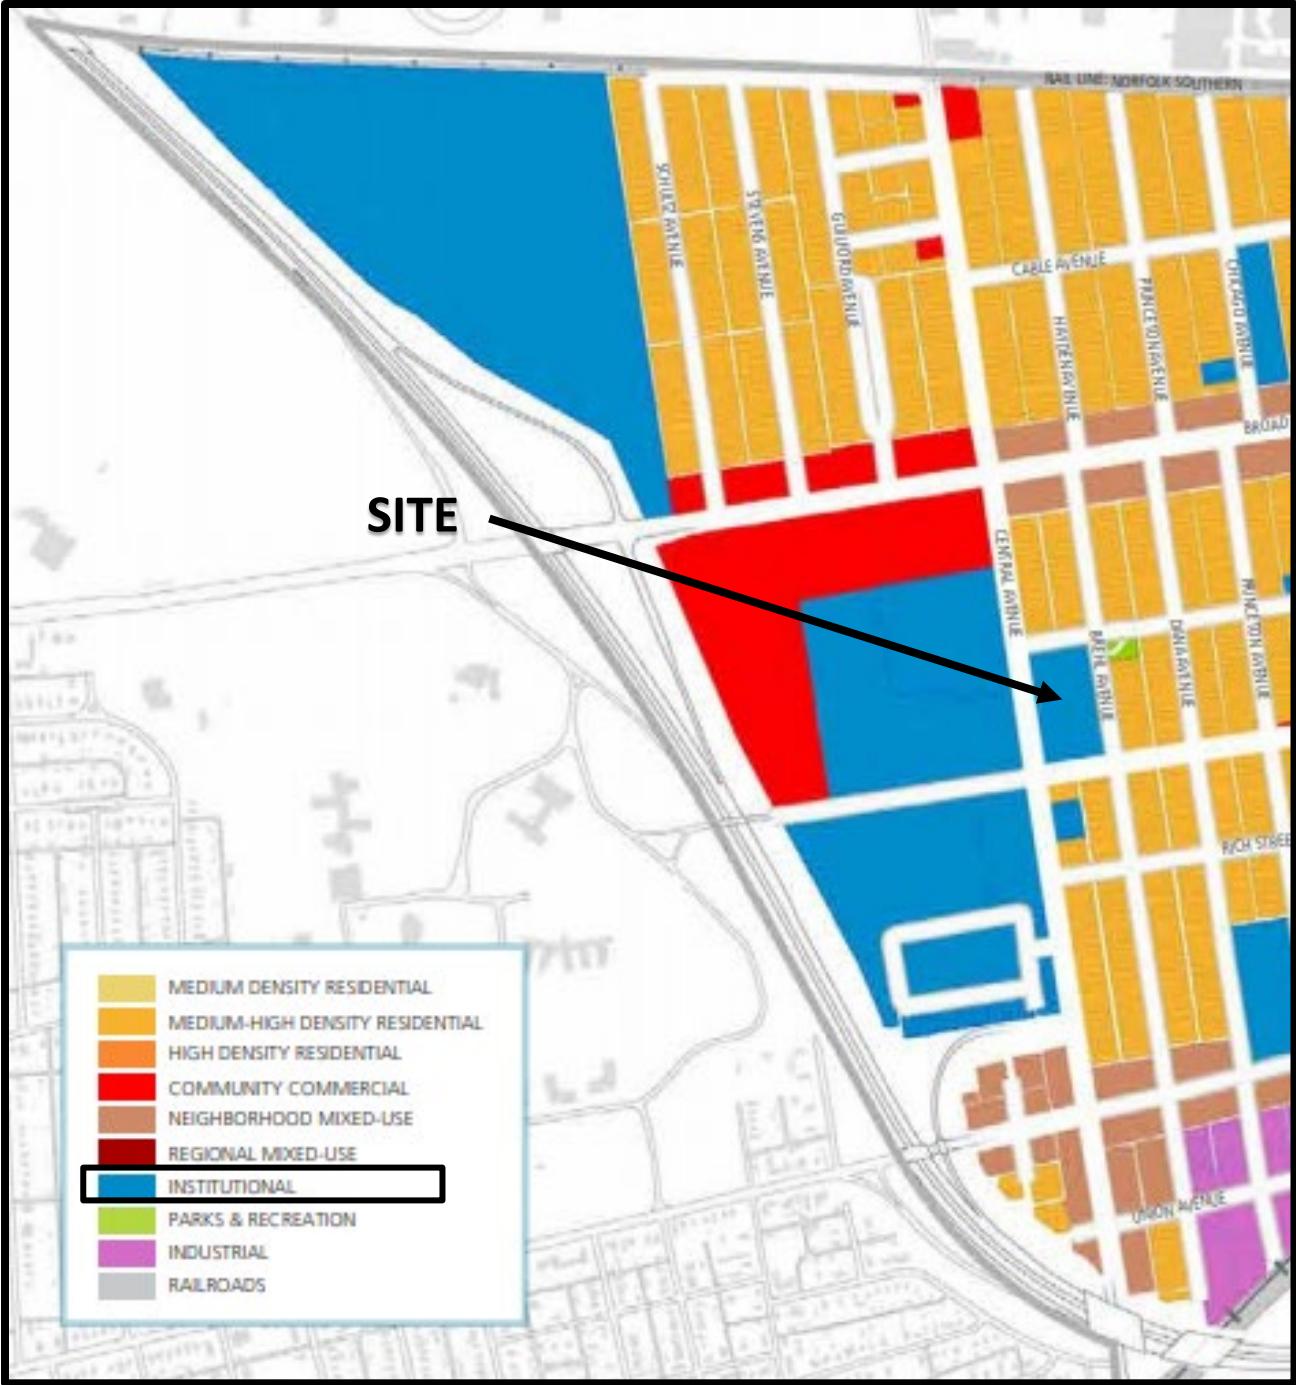 RAIL LINE: NORFOLK SOUTHERN
SCHULTZ AVENUE
STEVENS AVENUE
GUILFORD AVENUE
CABLE AVENUE
HAYDEN AVENUE
PRINCETON AVENUE
CHICAGO AVENUE
BROAD
SITE
CENTRAL AVENUE
BREHL AVENUE
DANA AVENUE
PRINCETON AVENUE
RICH STREE
UNION AVENUE
MEDIUM DENSITY RESIDENTIAL
MEDIUM-HIGH DENSITY RESIDENTIAL
HIGH DENSITY RESIDENTIAL
COMMUNITY COMMERCIAL
NEIGHBORHOOD MIXED-USE
REGIONAL MIXED-USE
INSTITUTIONAL
PARKS & RECREATION
INDUSTRIAL
RAILROADS